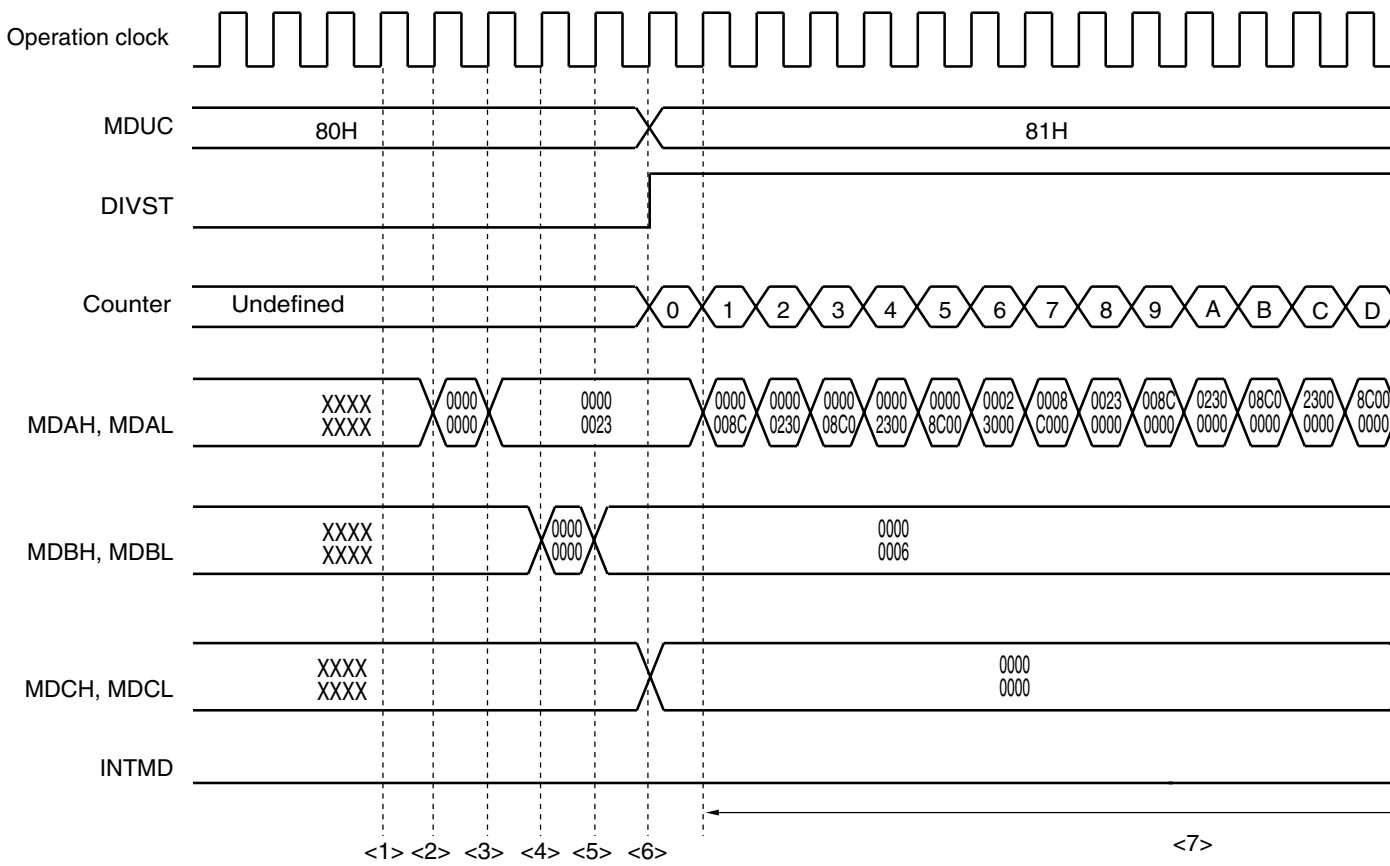 Operation clock
MDUC 80H 81H
DIVST
Counter Undefined 0 1 2 3 4 5 6 7 8 9 A B C D
XXXX 0000 0000 0000 0000 0000 0000 0000 0002 0008 0023 008C 0230 08C0 2300 8C00
MDAH, MDAL XXXX 0000 0023 008C 0230 08C0 2300 8C00 3000 C000 0000 0000 0000 0000 0000 0000
XXXX 0000 0000
MDBH, MDBL XXXX 0000 0006
XXXX 0000
MDCH, MDCL XXXX 0000
INTMD
<1> <2> <3> <4> <5> <6> <7>